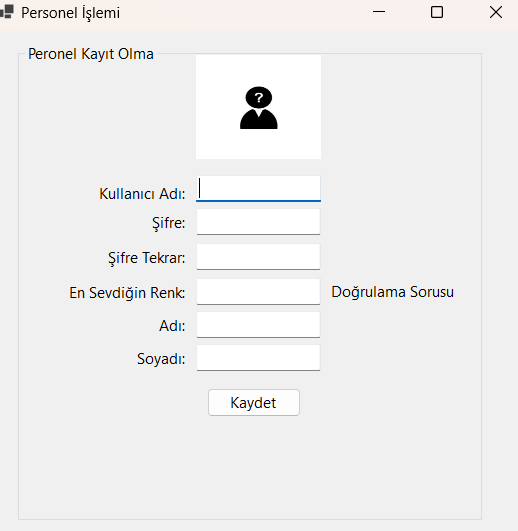 Personel İşlemi
Peronel Kayıt Olma
?
Kullanıcı Adı:
Şifre:
Şifre Tekrar:
En Sevdiğin Renk: Doğrulama Sorusu
Adı:
Soyadı:
Kaydet